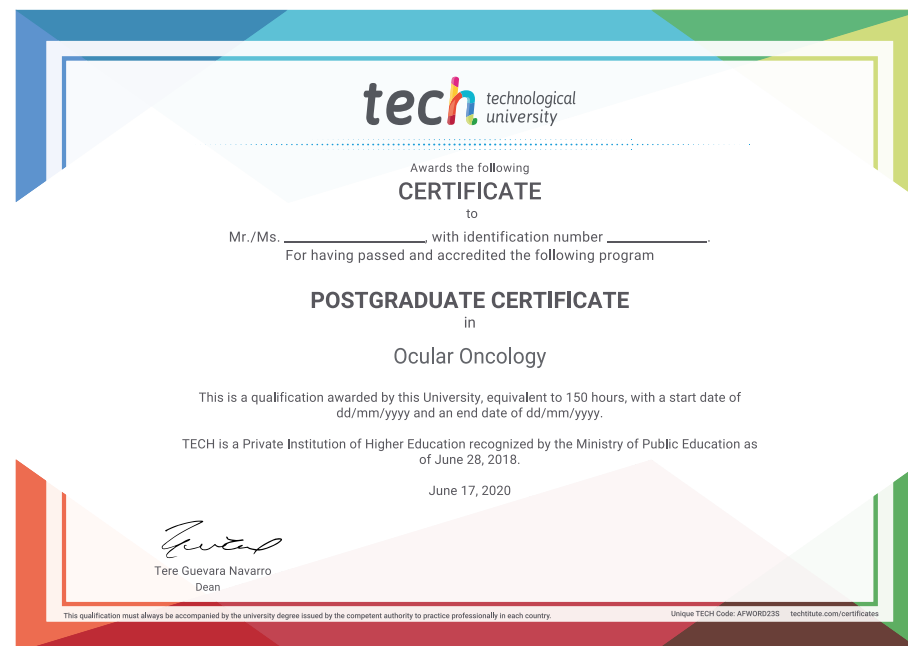 tech technological
university
Awards the following
CERTIFICATE
to
Mr./Ms. ________________, with identification number ______________.
For having passed and accredited the following program
POSTGRADUATE CERTIFICATE
in
Ocular Oncology
This is a qualification awarded by this University, equivalent to 150 hours, with a start date of
dd/mm/yyyy and an end date of dd/mm/yyyy.
TECH is a Private Institution of Higher Education recognized by the Ministry of Public Education as
of June 28, 2018.
June 17, 2020
Tere Guevara Navarro
Dean
This qualification must always be accompanied by the university degree issued by the competent authority to practice professionally in each country.
Unique TECH Code: AFWORD23S techtitute.com/certificates